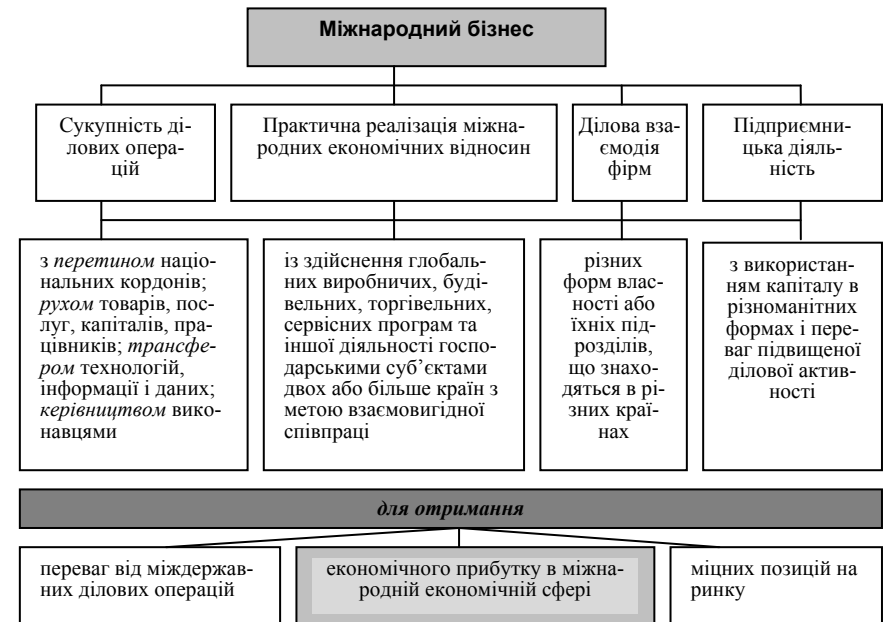 Міжнародний бізнес
Сукупність ді-
лових опера-
цій
Практична реалізація міжна-
родних економічних відносин
Ділова вза-
ємодія
фірм
Підприємни-
цька діяль-
ність
з перетином націо-
нальних кордонів;
рухом товарів, пос-
луг, капіталів, пра-
цівників; трансфе-
ром технологій,
інформації і даних;
керівництвом вико-
навцями
із здійснення глобаль-
них виробничих, буді-
вельних, торгівельних,
сервісних програм та
іншої діяльності госпо-
дарськими суб’єктами
двох або більше країн з
метою взаємовигідної
співпраці
різних
форм влас-
ності або
їхніх під-
розділів,
що знахо-
дяться в рі-
зних краї-
нах
з використан-
ням капіталу в
різноманітних
формах і пере-
ваг підвищеної
ділової актив-
ності
для отримання
переваг від міждержав-
них ділових операцій
економічного прибутку в міжна-
родній економічній сфері
міцних позицій на
ринку